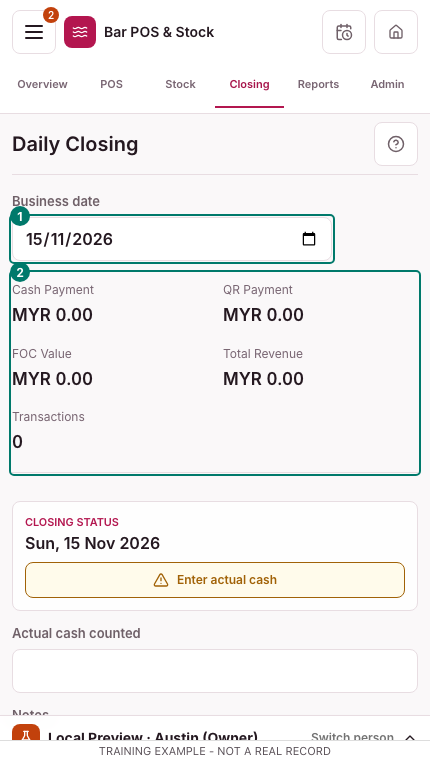 2
Bar POS & Stock
Overview POS Stock Closing Reports Admin
Daily Closing
Business date
1
15/11/2026
2
Cash Payment QR Payment
MYR 0.00 MYR 0.00
FOC Value Total Revenue
MYR 0.00 MYR 0.00
Transactions
0
CLOSING STATUS
Sun, 15 Nov 2026
Enter actual cash
Actual cash counted
Notes
Local Preview · Austin (Owner) Switch person
TRAINING EXAMPLE - NOT A REAL RECORD